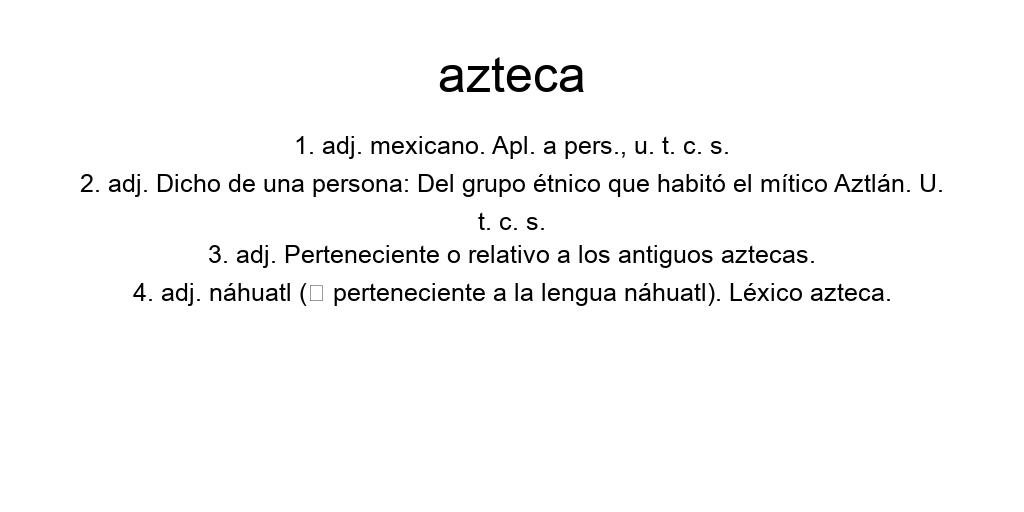 azteca
1. adj. mexicano. Apl. a pers., u. t. c. s.
2. adj. Dicho de una persona: Del grupo étnico que habitó el mítico Aztlán. U.
t. c. s.
3. adj. Perteneciente o relativo a los antiguos aztecas.
4. adj. náhuatl (□ perteneciente a la lengua náhuatl). Léxico azteca.